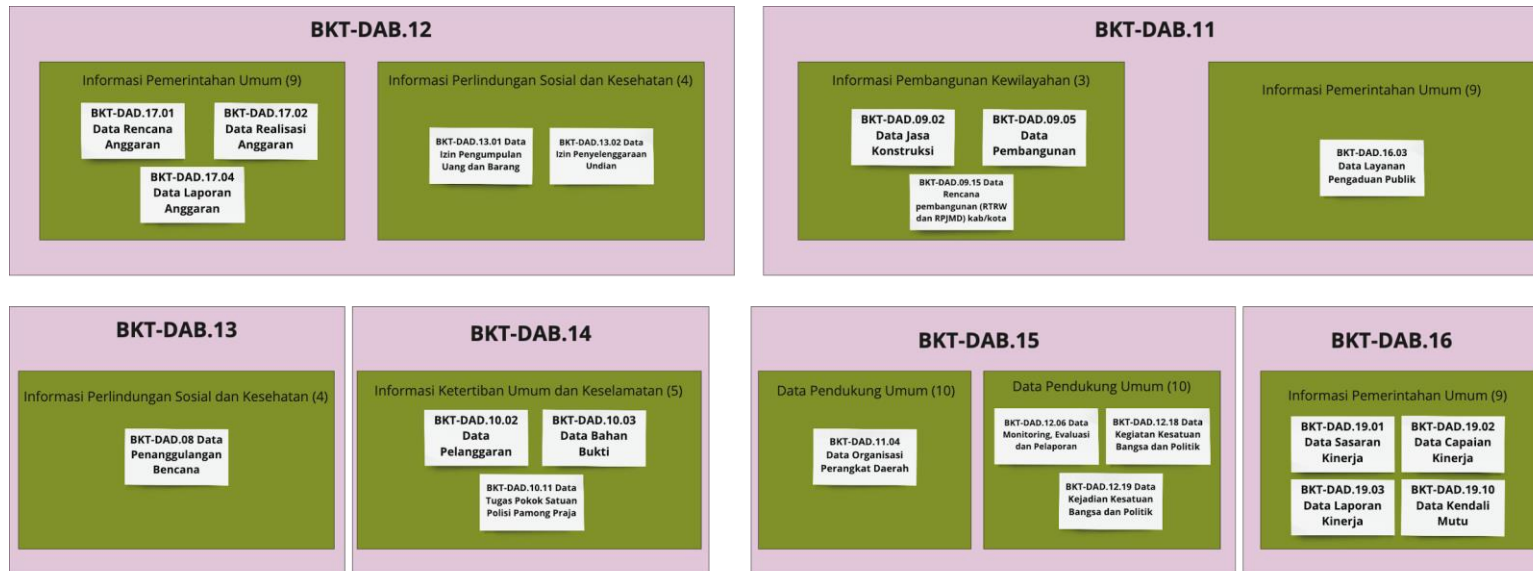 BKT-DAB.12
Informasi Pemerintahan Umum (9)
BKT-DAD.17.01
Data Rencana
Anggaran
BKT-DAD.17.02
Data Realisasi
Anggaran
BKT-DAD.17.04
Data Laporan
Anggaran
Informasi Perlindungan Sosial dan Kesehatan (4)
BKT-DAD.13.01 Data
Izin Pengumpulan
Uang dan Barang
BKT-DAD.13.02 Data
Izin Penyelenggaraan
Undian
BKT-DAB.11
Informasi Pembangunan Kewilayahan (3)
BKT-DAD.09.02
Data Jasa
Konstruksi
BKT-DAD.09.05
Data
Pembangunan
BKT-DAD.09.15 Data
Rencana
pembangunan (RTRW
dan RPJMD) kab/kota
Informasi Pemerintahan Umum (9)
BKT-DAD.16.03
Data Layanan
Pengaduan Publik
BKT-DAB.13
Informasi Perlindungan Sosial dan Kesehatan (4)
BKT-DAD.08 Data
Penanggulangan
Bencana
BKT-DAB.14
Informasi Ketertiban Umum dan Keselamatan (5)
BKT-DAD.10.02
Data
Pelanggaran
BKT-DAD.10.03
Data Bahan
Bukti
BKT-DAD.10.11 Data
Tugas Pokok Satuan
Polisi Pamong Praja
BKT-DAB.15
Data Pendukung Umum (10)
BKT-DAD.11.04
Data Organisasi
Perangkat Daerah
Data Pendukung Umum (10)
BKT-DAD.12.06 Data
Monitoring, Evaluasi
dan Pelaporan
BKT-DAD.12.18 Data
Kegiatan Kesatuan
Bangsa dan Politik
BKT-DAD.12.19 Data
Kejadian Kesatuan
Bangsa dan Politik
BKT-DAB.16
Informasi Pemerintahan Umum (9)
BKT-DAD.19.01
Data Sasaran
Kinerja
BKT-DAD.19.02
Data Capaian
Kinerja
BKT-DAD.19.03
Data Laporan
Kinerja
BKT-DAD.19.10
Data Kendali
Mutu